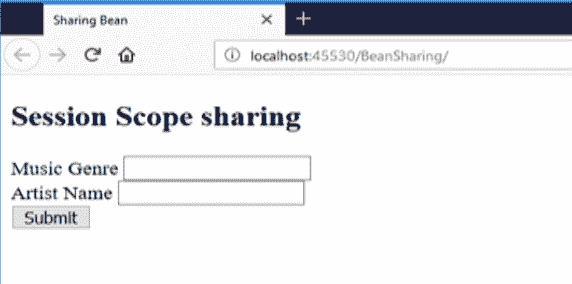 Sharing Bean
localhost:45530/BeanSharing/
Session Scope sharing
Music Genre
Artist Name
Submit